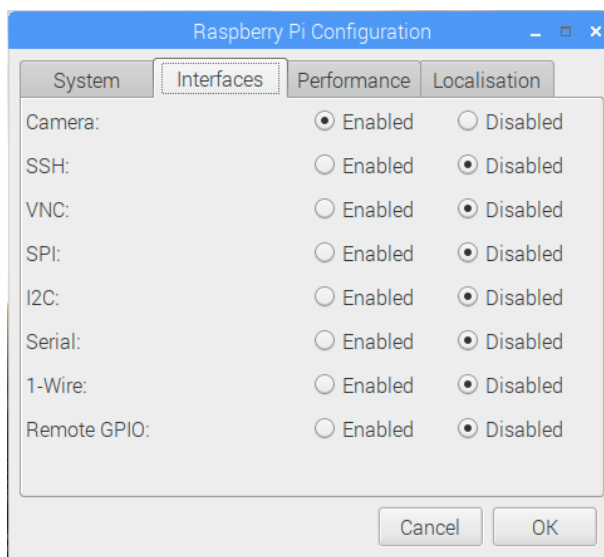 Raspberry Pi Configuration
System Interfaces Performance Localisation
Camera: Enabled Disabled
SSH: Enabled Disabled
VNC: Enabled Disabled
SPI: Enabled Disabled
I2C: Enabled Disabled
Serial: Enabled Disabled
1-Wire: Enabled Disabled
Remote GPIO: Enabled Disabled
Cancel OK